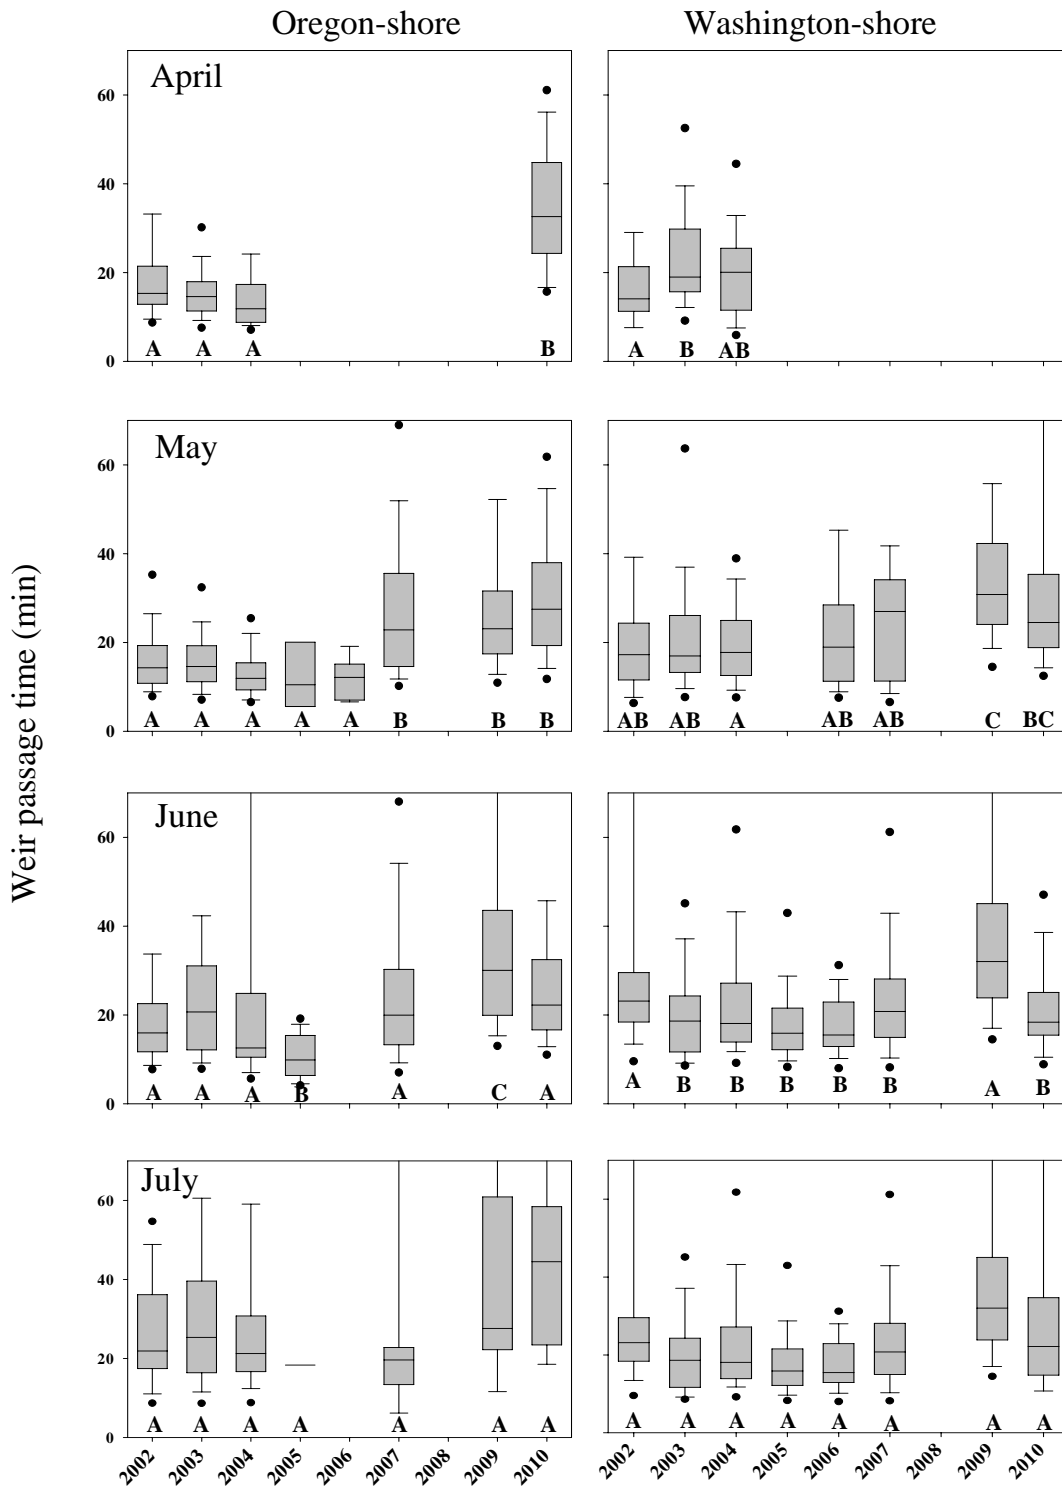 Oregon-shore Washington-shore
Weir passage time (min)
April
60
40
20
0
A A A B
A B AB
May
60
40
20
0
A A A A A B B B
AB AB A AB AB C BC
June
60
40
20
0
A A A B A C A
A B B B B B A B
July
60
40
20
0
A A A A A A A
A A A A A A A A
2002 2003 2004 2005 2006 2007 2008 2009 2010
2002 2003 2004 2005 2006 2007 2008 2009 2010